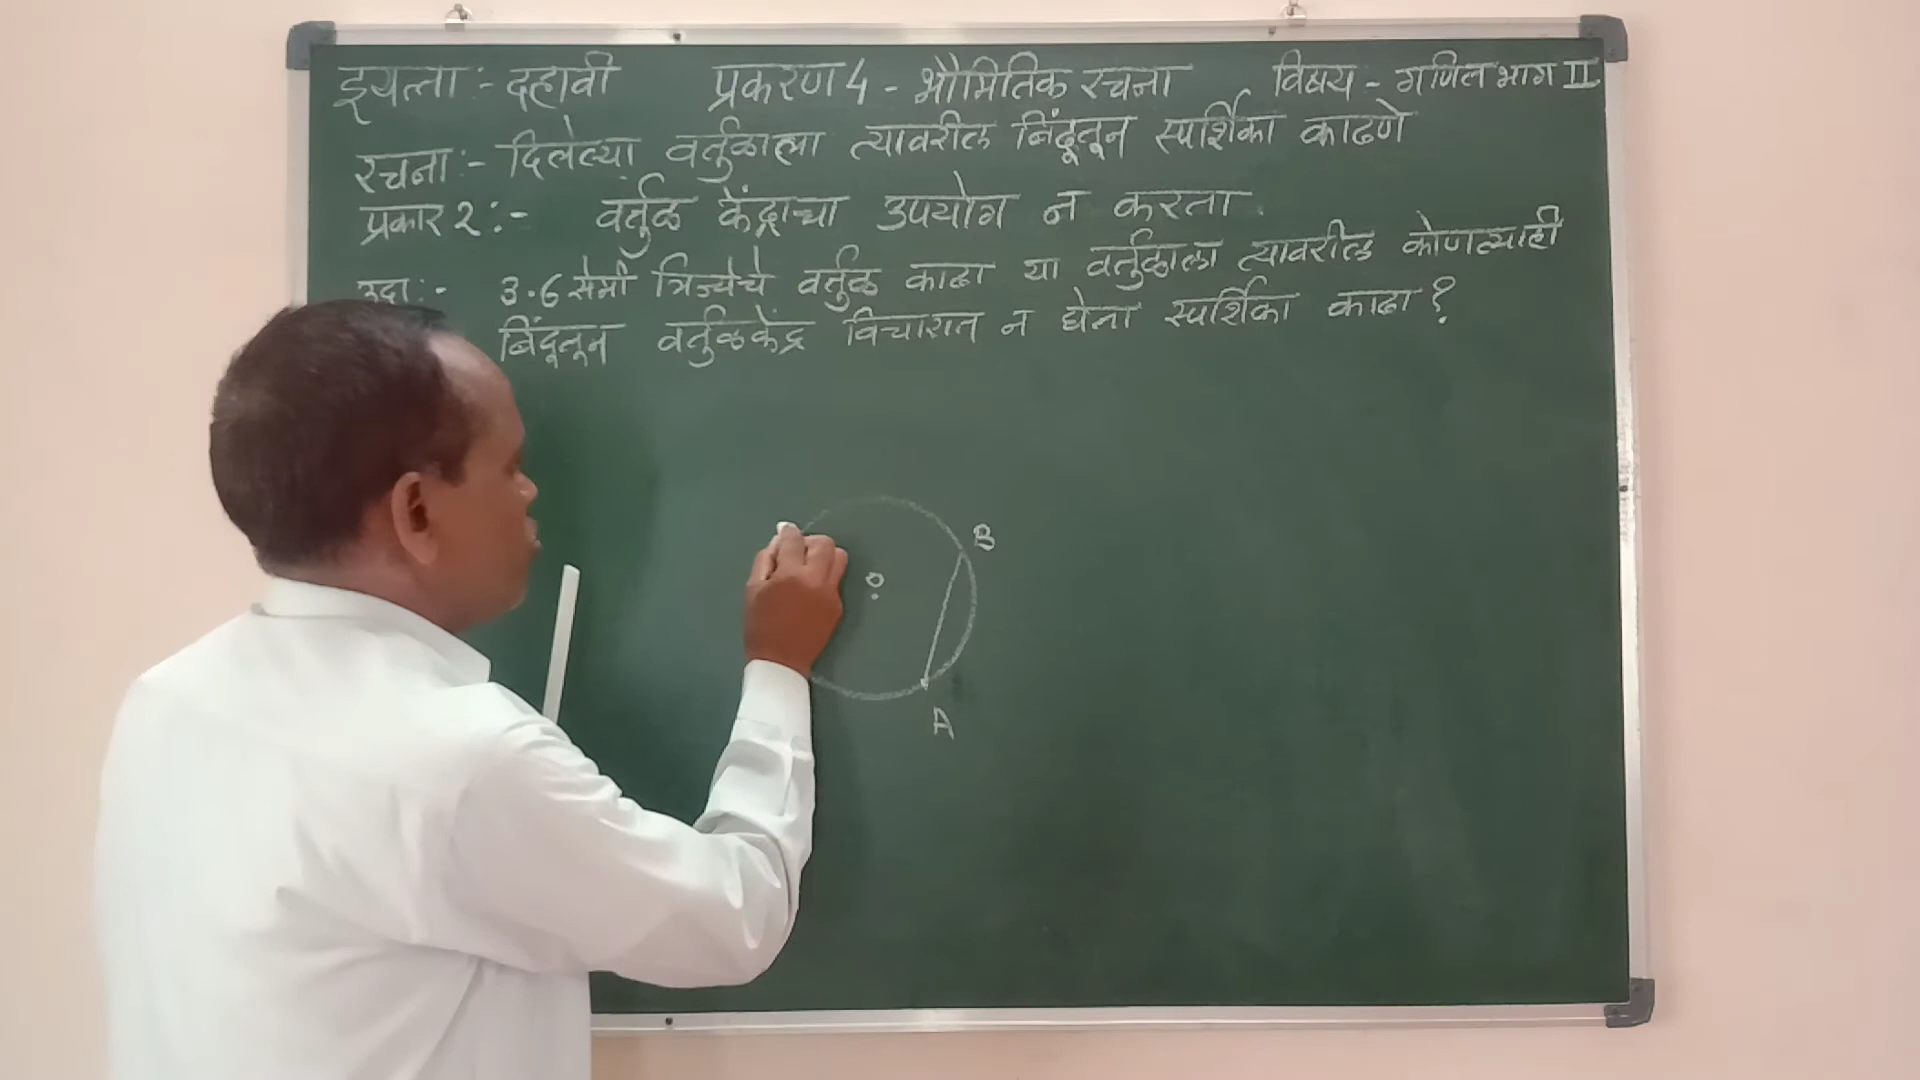 इयत्ता :- दहावी प्रकरण 4 - भौमितिक रचना विषय - गणित भाग II
रचना :- दिलेल्या वर्तुळाला त्यावरील बिंदूतून स्पर्शिका काढणे
प्रकार 2 :- वर्तुळ केंद्राचा उपयोग न करता.
उदा :- 3.6 सेमी त्रिज्येचे वर्तुळ काढा या वर्तुळाला त्यावरील कोणत्याही
बिंदूतून वर्तुळकेंद्र विचारात न घेता स्पर्शिका काढा ?
B
O
A